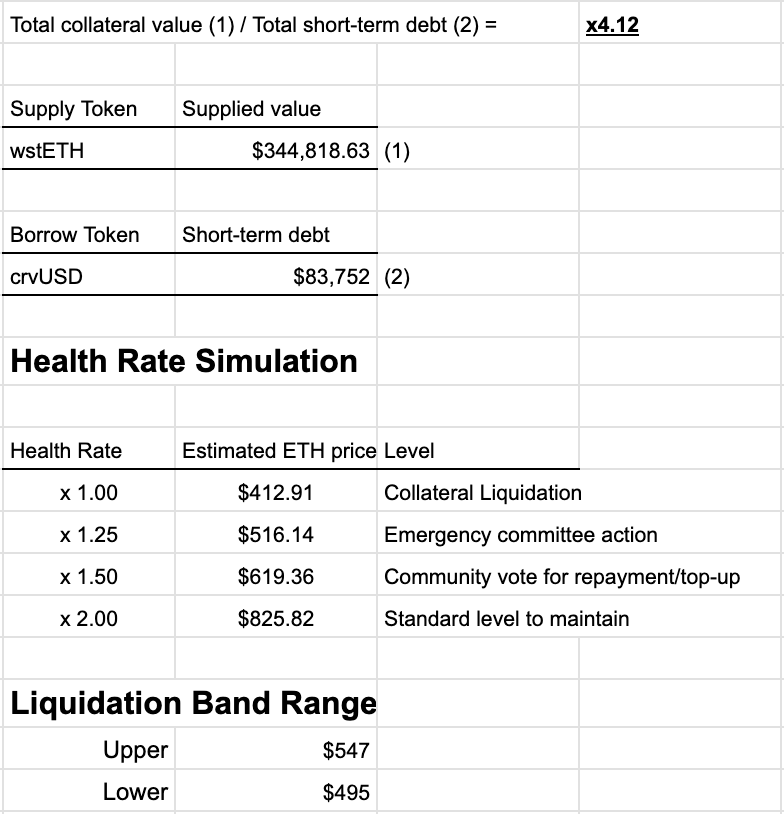 Total collateral value (1) / Total short-term debt (2) = x4.12
Supply Token Supplied value
wstETH $344,818.63 (1)
Borrow Token Short-term debt
crvUSD $83,752 (2)
Health Rate Simulation
Health Rate Estimated ETH price Level
x 1.00 $412.91 Collateral Liquidation
x 1.25 $516.14 Emergency committee action
x 1.50 $619.36 Community vote for repayment/top-up
x 2.00 $825.82 Standard level to maintain
Liquidation Band Range
Upper $547
Lower $495